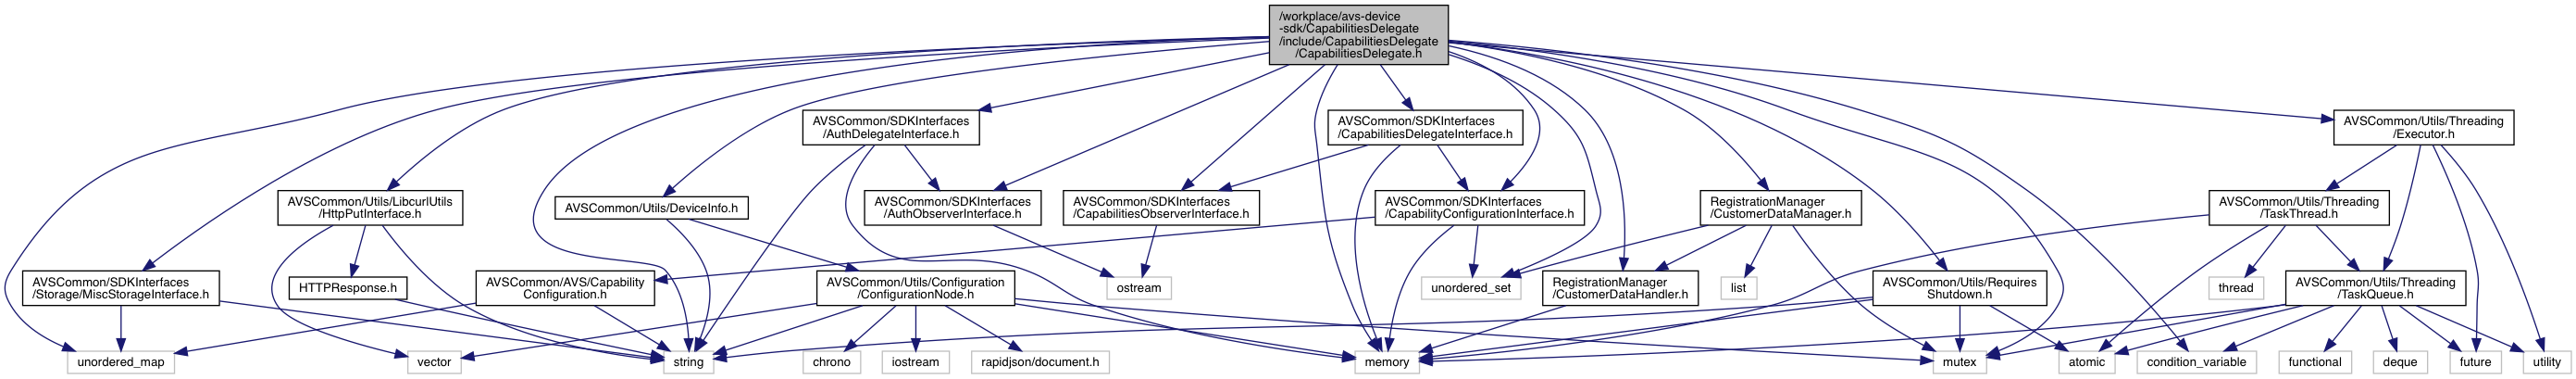 /workplace/avs-device
-sdk/CapabilitiesDelegate
/include/CapabilitiesDelegate
/CapabilitiesDelegate.h
AVSCommon/SDKInterfaces
/AuthDelegateInterface.h
AVSCommon/SDKInterfaces
/CapabilitiesDelegateInterface.h
AVSCommon/Utils/Threading
/Executor.h
AVSCommon/Utils/LibcurlUtils
/HttpPutInterface.h
AVSCommon/Utils/DeviceInfo.h
AVSCommon/SDKInterfaces
/AuthObserverInterface.h
AVSCommon/SDKInterfaces
/CapabilitiesObserverInterface.h
AVSCommon/SDKInterfaces
/CapabilityConfigurationInterface.h
RegistrationManager
/CustomerDataManager.h
AVSCommon/Utils/Threading
/TaskThread.h
AVSCommon/SDKInterfaces
/Storage/MiscStorageInterface.h
HTTPResponse.h
AVSCommon/AVS/Capability
Configuration.h
AVSCommon/Utils/Configuration
/ConfigurationNode.h
ostream
unordered_set
RegistrationManager
/CustomerDataHandler.h
list
AVSCommon/Utils/Requires
Shutdown.h
thread
AVSCommon/Utils/Threading
/TaskQueue.h
unordered_map
vector
string
chrono
iostream
rapidjson/document.h
memory
mutex
atomic
condition_variable
functional
deque
future
utility